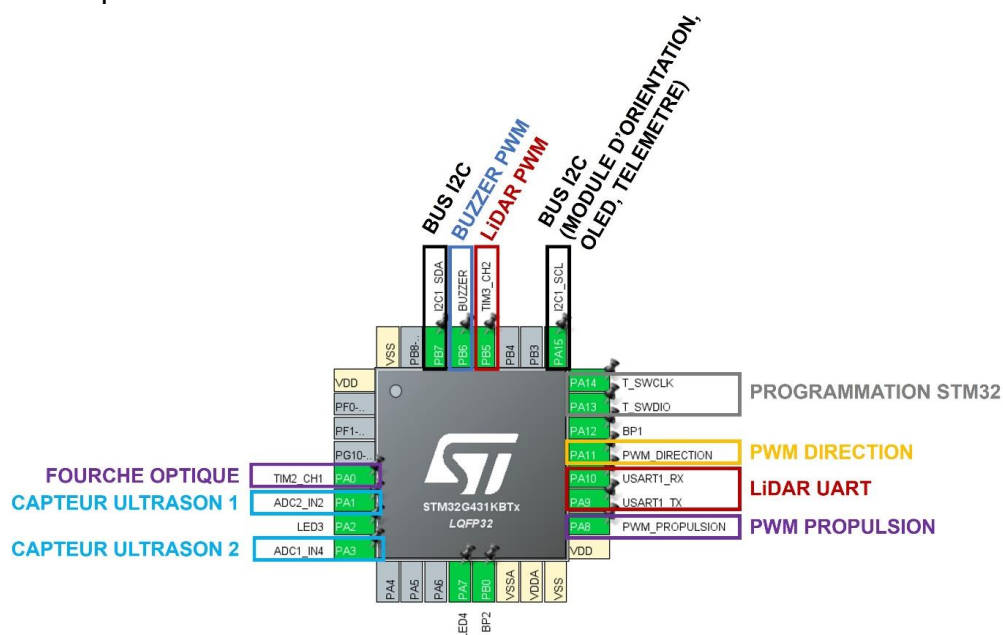 BUS I2C
BUZZER PWM
LiDAR PWM
BUS I2C
(MODULE D'ORIENTATION,
OLED, TELEMETRE)
I2C1_SDA
BUZZER
TIM3_CH2
I2C1_SCL
VSS
PB8-..
PB7
PB6
PB5
PB4
PB3
PA15
VDD
PF0-..
PF1-..
PG10-..
FOURCHE OPTIQUE
TIM2_CH1
PA0
CAPTEUR ULTRASON 1
ADC2_IN2
PA1
LED3
PA2
CAPTEUR ULTRASON 2
ADC1_IN4
PA3
ST
STM32G431KBTx
LQFP32
PA14
T_SWCLK
PROGRAMMATION STM32
PA13
T_SWDIO
PA12
BP1
PA11
PWM_DIRECTION
PWM DIRECTION
PA10
USART1_RX
LiDAR UART
PA9
USART1_TX
PA8
PWM_PROPULSION
PWM PROPULSION
VDD
PA4
PA5
PA6
PA7
PB0
VSSA
VDDA
VSS
LED4
BP2